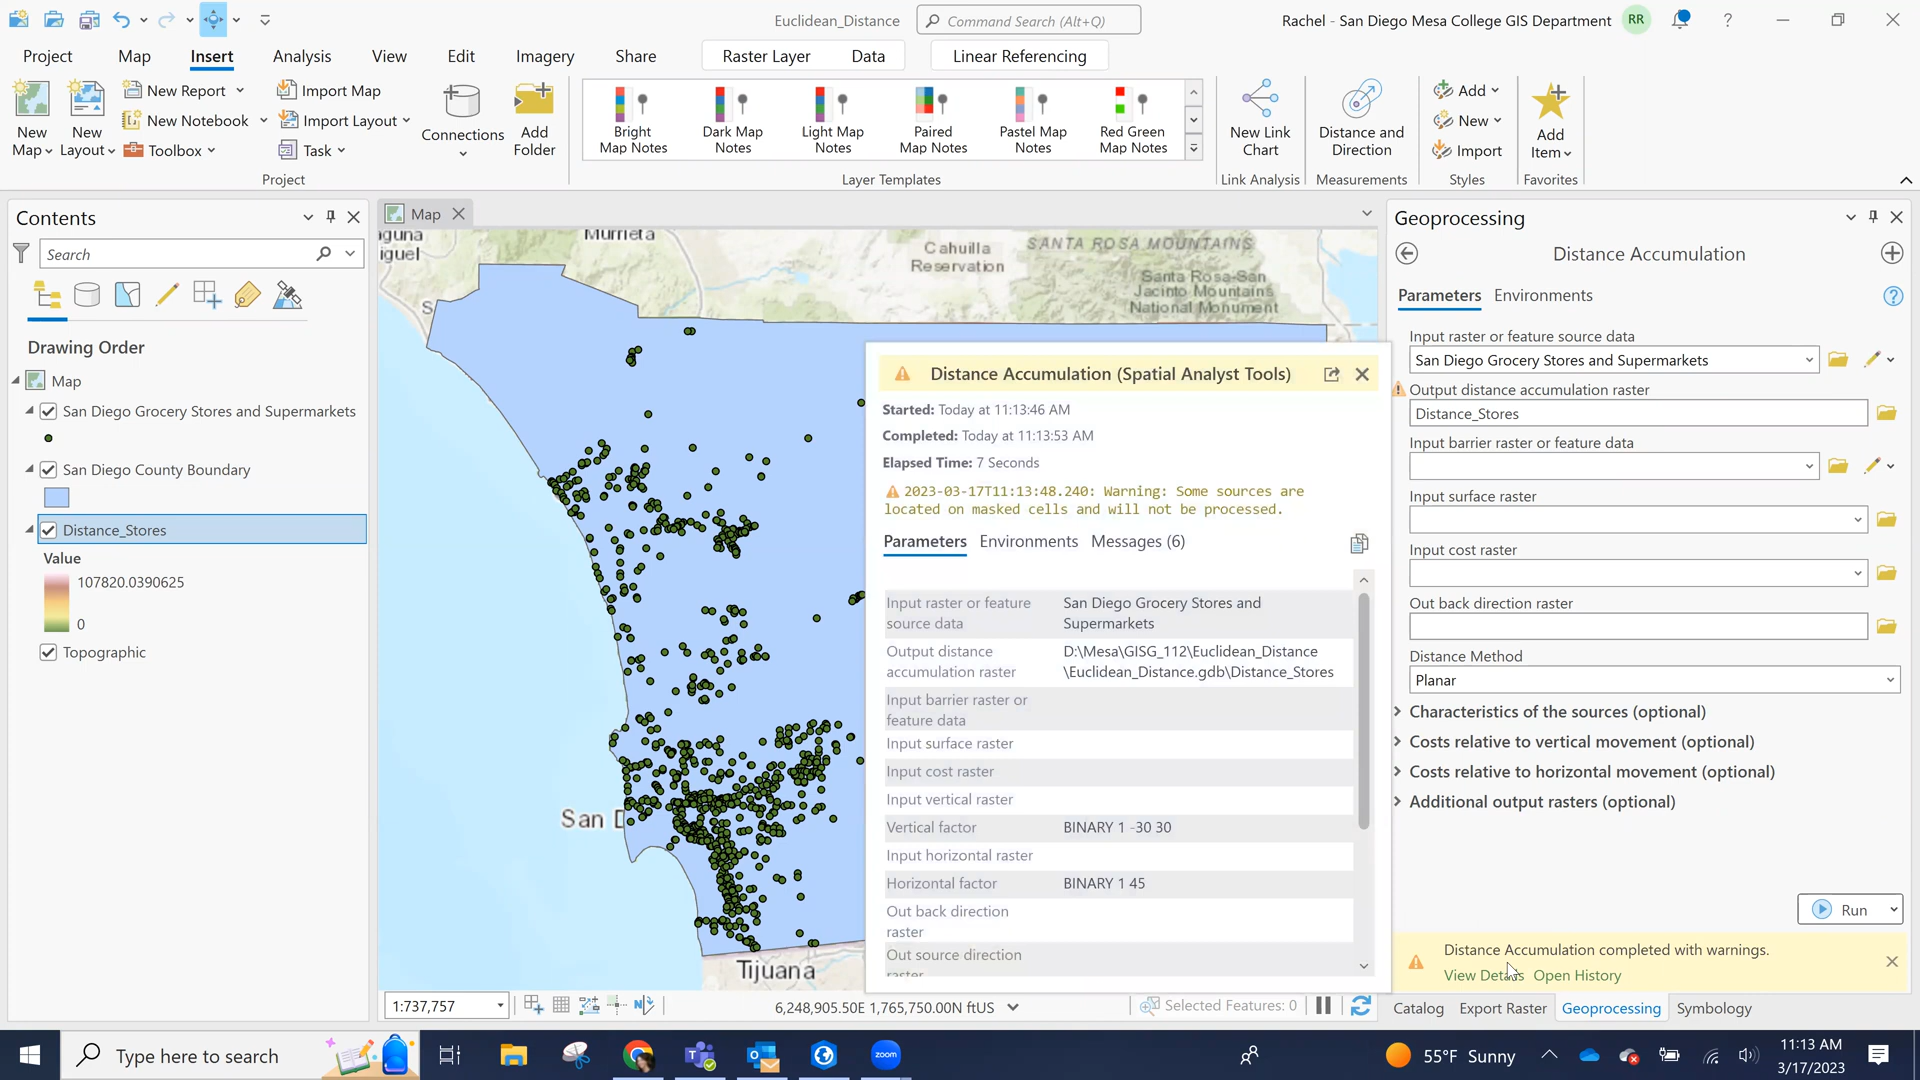 Euclidean_Distance
Command Search (Alt+Q)
Rachel - San Diego Mesa College GIS Department
RR
?
Project
Map
Insert
Analysis
View
Edit
Imagery
Share
Raster Layer
Data
Linear Referencing
New Map
New Layout
New Report
New Notebook
Toolbox
Import Map
Import Layout
Task
Connections
Add Folder
Bright Map Notes
Dark Map Notes
Light Map Notes
Paired Map Notes
Pastel Map Notes
Red Green Map Notes
New Link Chart
Distance and Direction
Add
New
Import
Add Item
Project
Layer Templates
Link Analysis
Measurements
Styles
Favorites
Contents
Search
Drawing Order
Map
San Diego Grocery Stores and Supermarkets
San Diego County Boundary
Distance_Stores
Value
107820.0390625
0
Topographic
Map
aguna
iguel
Murrieta
Cahuilla
Reservation
SANTA ROSA MOUNTAINS
Santa Rosa-San
Jacinto Mountains
National Monument
S
San D
Tijuana
Distance Accumulation (Spatial Analyst Tools)
Started: Today at 11:13:46 AM
Completed: Today at 11:13:53 AM
Elapsed Time: 7 Seconds
2023-03-17T11:13:48.240: Warning: Some sources are
located on masked cells and will not be processed.
Parameters
Environments
Messages (6)
Input raster or feature source data
San Diego Grocery Stores and Supermarkets
Output distance accumulation raster
D:\Mesa\GISG_112\Euclidean_Distance
\Euclidean_Distance.gdb\Distance_Stores
Input barrier raster or feature data
Input surface raster
Input cost raster
Input vertical raster
Vertical factor
BINARY 1 -30 30
Input horizontal raster
Horizontal factor
BINARY 1 45
Out back direction raster
Out source direction raster
1:737,757
6,248,905.50E 1,765,750.00N ftUS
Selected Features: 0
Geoprocessing
Distance Accumulation
Parameters
Environments
?
Input raster or feature source data
San Diego Grocery Stores and Supermarkets
Output distance accumulation raster
Distance_Stores
Input barrier raster or feature data
Input surface raster
Input cost raster
Out back direction raster
Distance Method
Planar
Characteristics of the sources (optional)
Costs relative to vertical movement (optional)
Costs relative to horizontal movement (optional)
Additional output rasters (optional)
Run
Distance Accumulation completed with warnings.
View Details
Open History
Catalog
Export Raster
Geoprocessing
Symbology
Type here to search
zoom
55°F Sunny
11:13 AM
3/17/2023